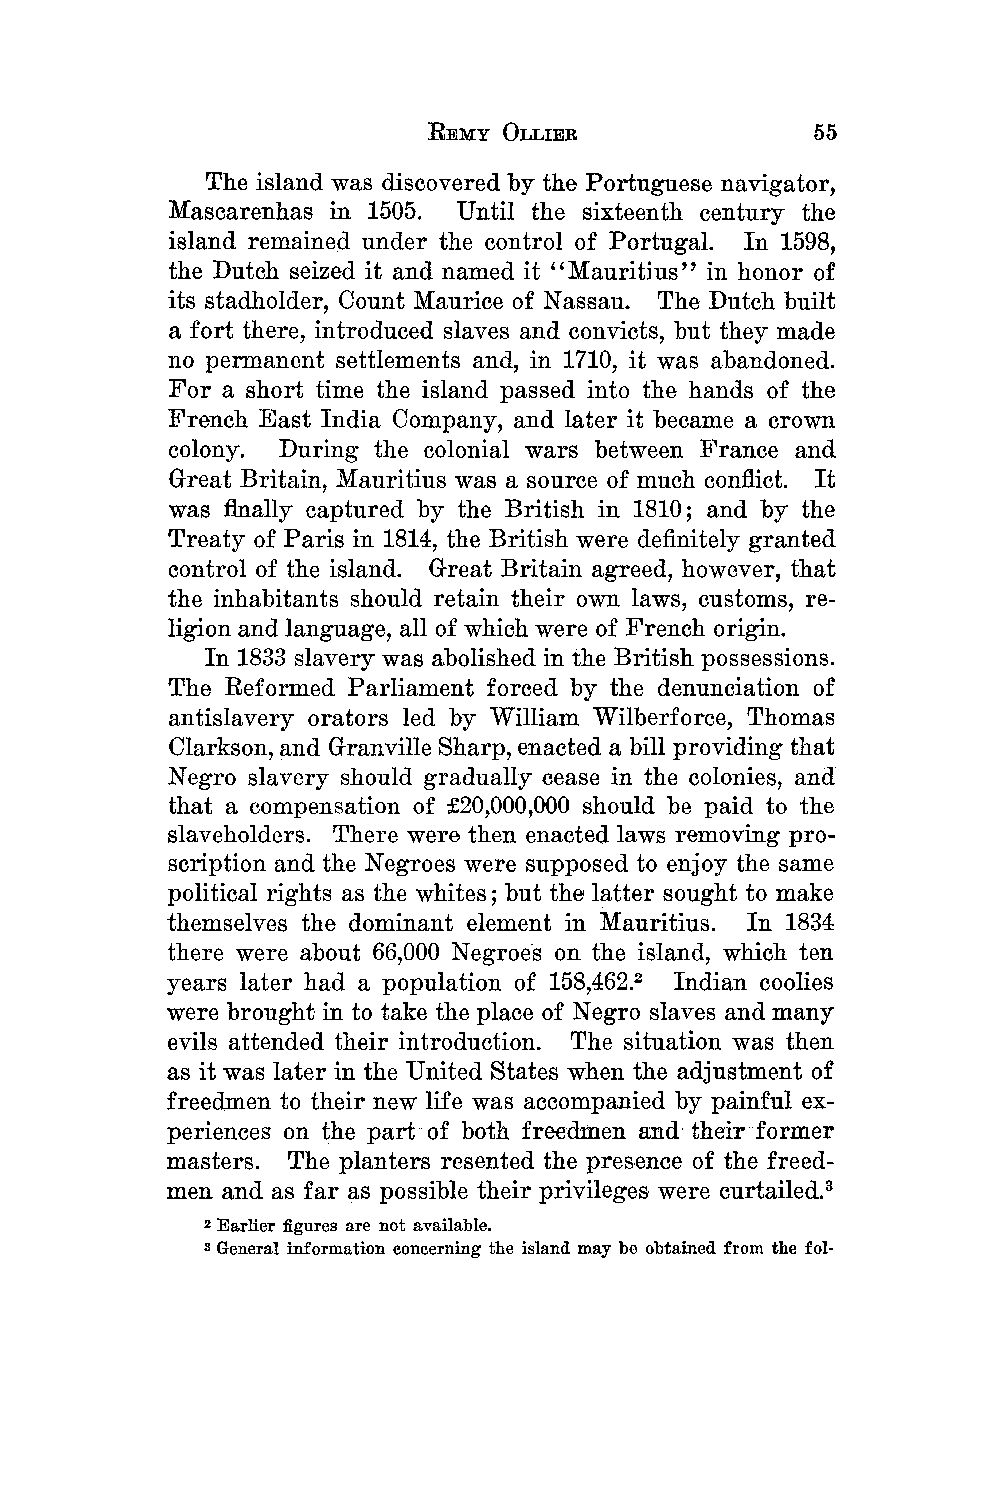 REMY OLLIER 55
The island was discovered by the Portuguese navigator,
Mascarenhas in 1505. Until the sixteenth century the
island remained under the control of Portugal. In 1598,
the Dutch seized it and named it "Mauritius" in honor of
its stadholder, Count Maurice of Nassau. The Dutch built
a fort there, introduced slaves and convicts, but they made
no permanent settlements and, in 1710, it was abandoned.
For a short time the island passed into the hands of the
French East India Company, and later it became a crown
colony. During the colonial wars between France and
Great Britain, Mauritius was a source of much conflict. It
was finally captured by the British in 1810; and by the
Treaty of Paris in 1814, the British were definitely granted
control of the island. Great Britain agreed, however, that
the inhabitants should retain their own laws, customs, re-
ligion and language, all of which were of French origin.
In 1833 slavery was abolished in the British possessions.
The Reformed Parliament forced by the denunciation of
antislavery orators led by William Wilberforce, Thomas
Clarkson, and Granville Sharp, enacted a bill providing that
Negro slavery should gradually cease in the colonies, and
that a compensation of £20,000,000 should be paid to the
slaveholders. There were then enacted laws removing pro-
scription and the Negroes were supposed to enjoy the same
political rights as the whites; but the latter sought to make
themselves the dominant element in Mauritius. In 1834
there were about 66,000 Negroes on the island, which ten
years later had a population of 158,462.² Indian coolies
were brought in to take the place of Negro slaves and many
evils attended their introduction. The situation was then
as it was later in the United States when the adjustment of
freedmen to their new life was accompanied by painful ex-
periences on the part of both freedmen and their former
masters. The planters resented the presence of the freed-
men and as far as possible their privileges were curtailed.³
² Earlier figures are not available.
³ General information concerning the island may be obtained from the fol-